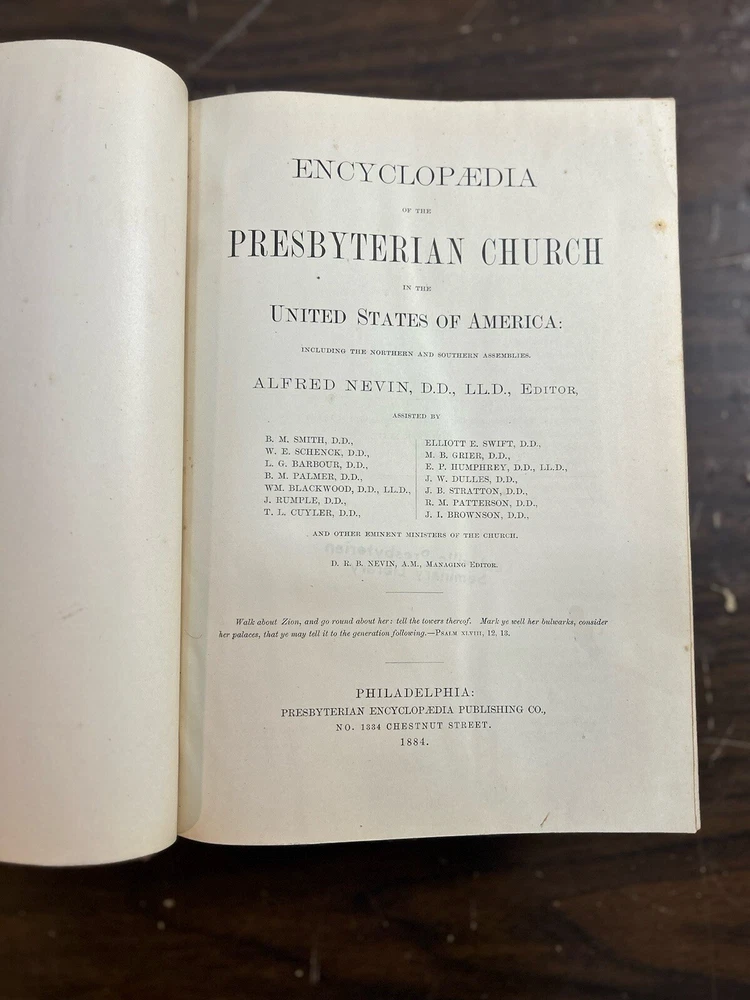 ENCYCLOPÆDIA
OF THE
PRESBYTERIAN CHURCH
IN THE
UNITED STATES OF AMERICA:
INCLUDING THE NORTHERN AND SOUTHERN ASSEMBLIES.
ALFRED NEVIN, D.D., LL.D., EDITOR,
ASSISTED BY
B. M. SMITH, D.D.,
W. E. SCHENCK, D.D.,
L. G. BARBOUR, D.D.,
B. M. PALMER, D.D.,
WM. BLACKWOOD, D.D., LL.D.,
J. RUMPLE, D.D.,
T. L. CUYLER, D.D.,
ELLIOTT E. SWIFT, D.D.,
M. B. GRIER, D.D.,
E. P. HUMPHREY, D.D., LL.D.,
J. W. DULLES, D.D.,
J. B. STRATTON, D.D.,
R. M. PATTERSON, D.D.,
J. I. BROWNSON, D.D.,
AND OTHER EMINENT MINISTERS OF THE CHURCH.
D. R. B. NEVIN, A.M., MANAGING EDITOR.
Walk about Zion, and go round about her: tell the towers thereof. Mark ye well her bulwarks, consider
her palaces, that ye may tell it to the generation following.—PSALM XLVIII, 12, 13.
PHILADELPHIA:
PRESBYTERIAN ENCYCLOPÆDIA PUBLISHING CO.,
NO. 1334 CHESTNUT STREET.
1884.